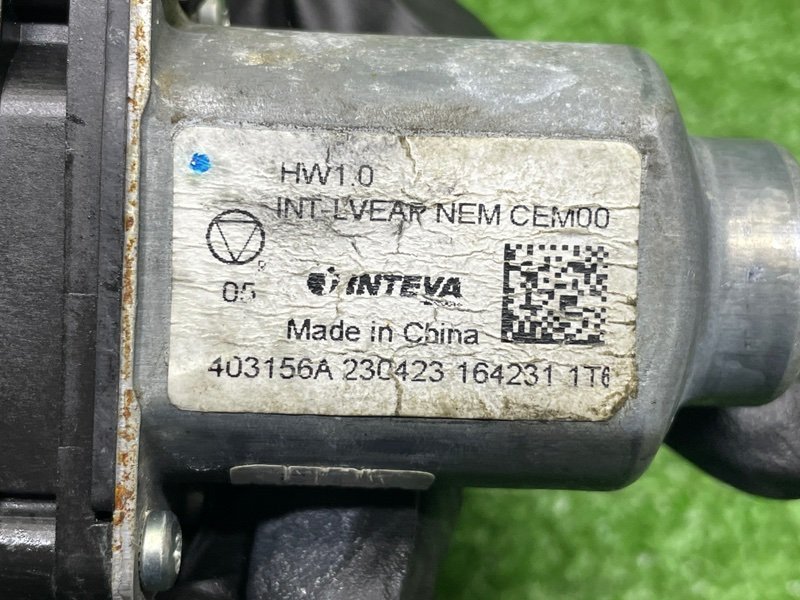 HW1.0
INT-LVEAR NEM CEM00
05
INTEVA
Made in China
403156A 230423 164231 1T6